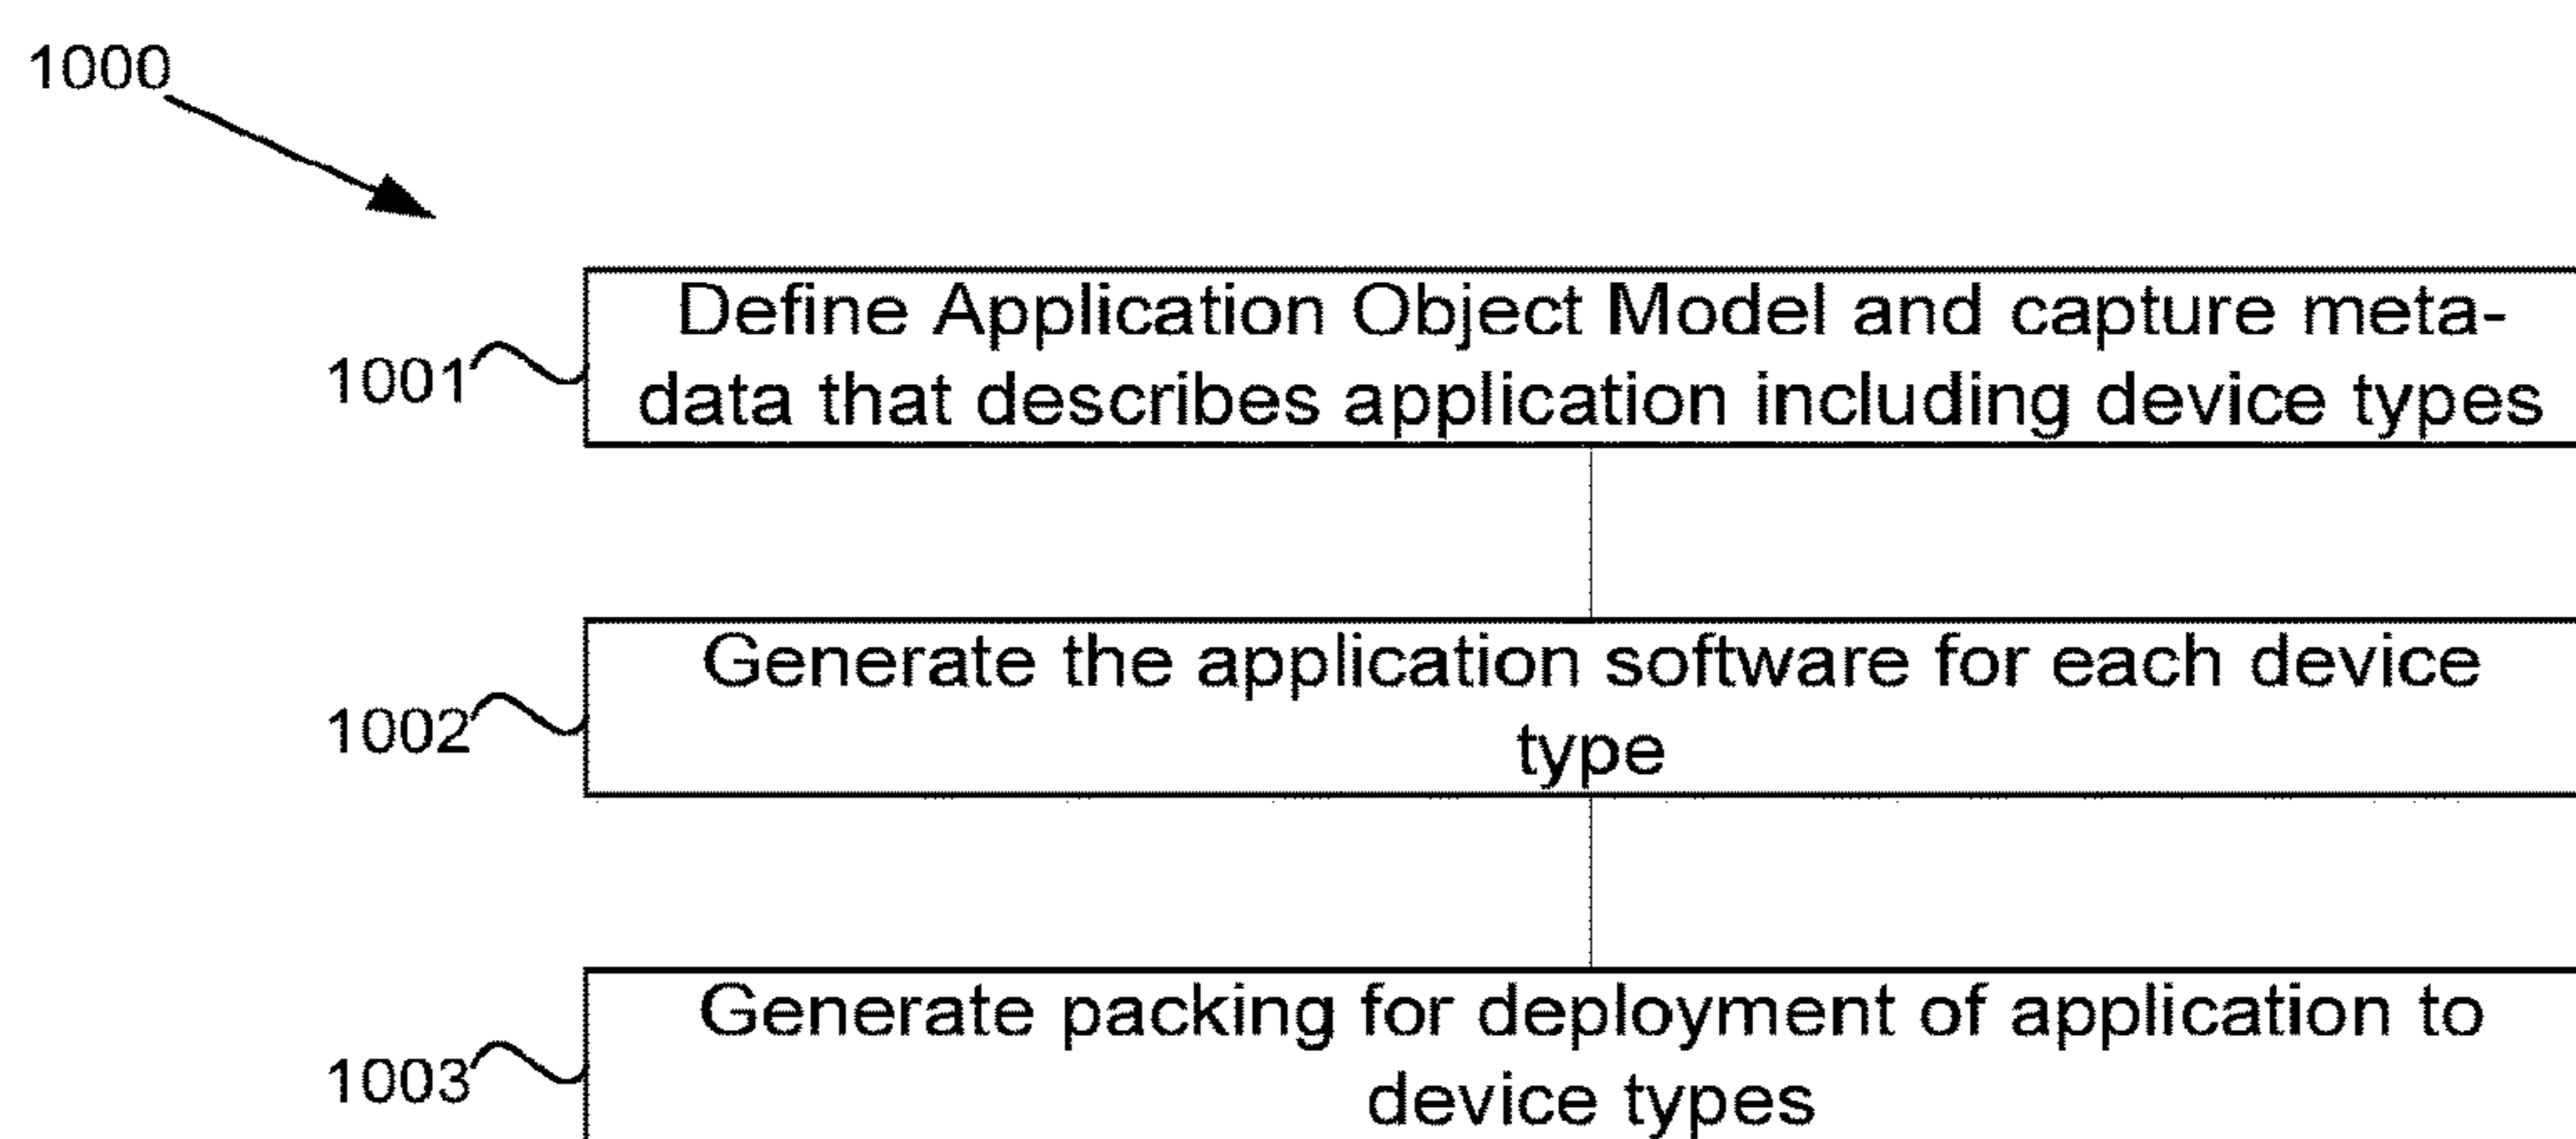 1000
Define Application Object Model and capture meta-
1001
data that describes application including device types
Generate the application software for each device
1002
type
Generate packing for deployment of application to
1003
device types